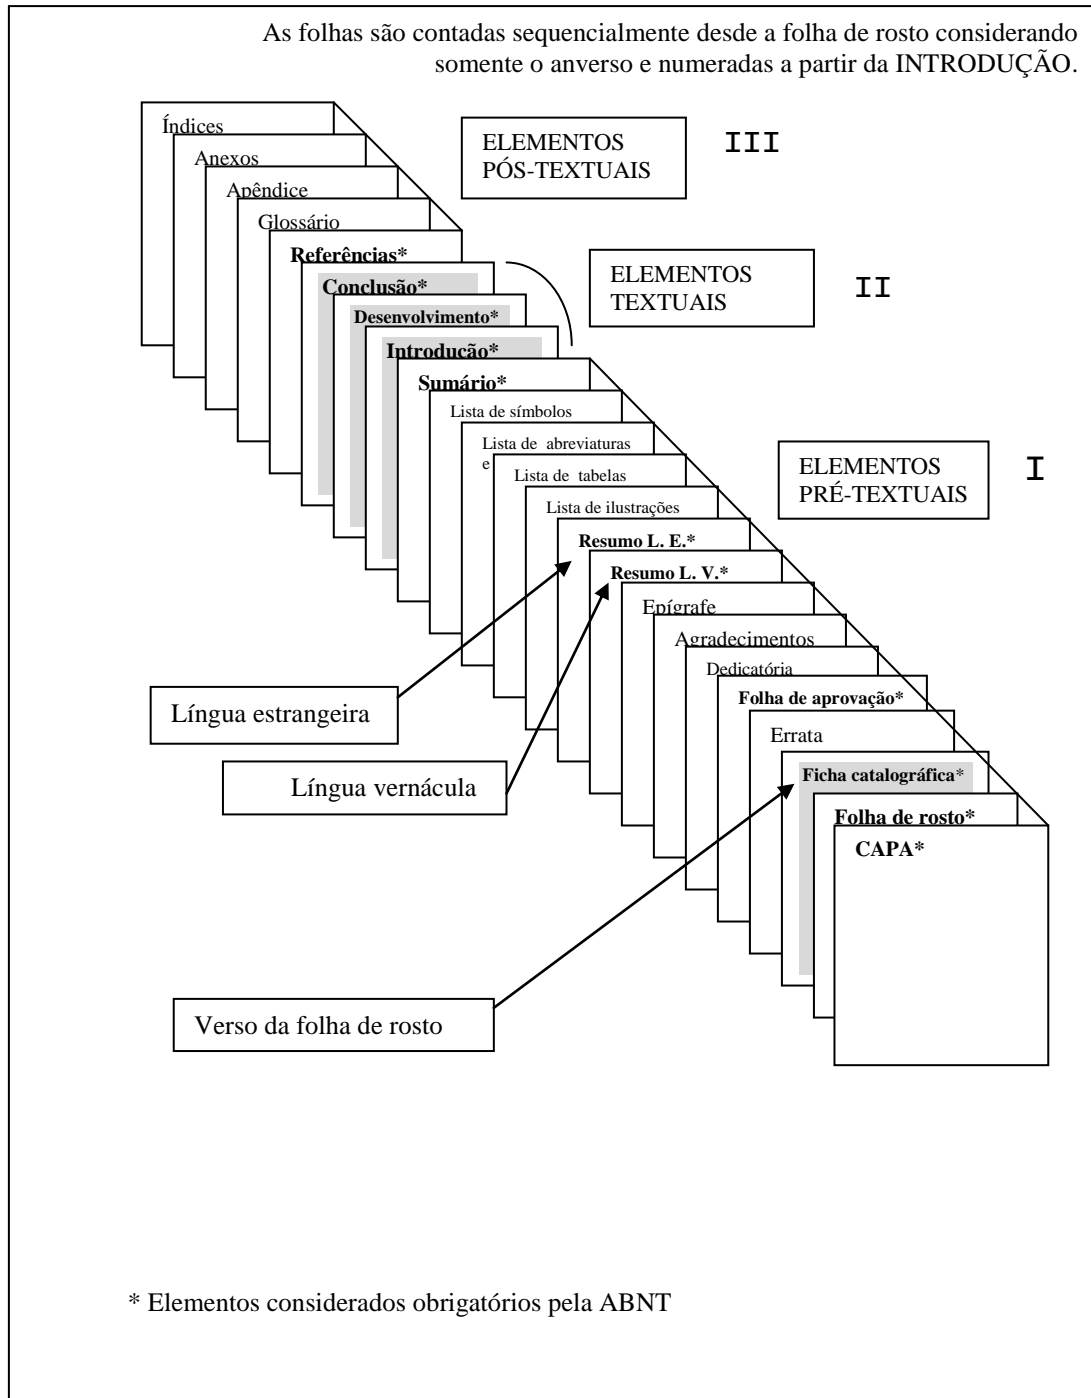 As folhas são contadas sequencialmente desde a folha de rosto considerando
somente o anverso e numeradas a partir da INTRODUÇÃO.
Índices
Anexos
Apêndice
Glossário
Referências*
Conclusão*
Desenvolvimento*
Introdução*
Sumário*
Lista de símbolos
Lista de abreviaturas
e
Lista de tabelas
Lista de ilustrações
Resumo L. E.*
Resumo L. V.*
Epígrafe
Agradecimentos
Dedicatória
Folha de aprovação*
Errata
Ficha catalográfica*
Folha de rosto*
CAPA*
ELEMENTOS
PÓS-TEXTUAIS
III
ELEMENTOS
TEXTUAIS
II
ELEMENTOS
PRÉ-TEXTUAIS
I
Língua estrangeira
Língua vernácula
Verso da folha de rosto
* Elementos considerados obrigatórios pela ABNT